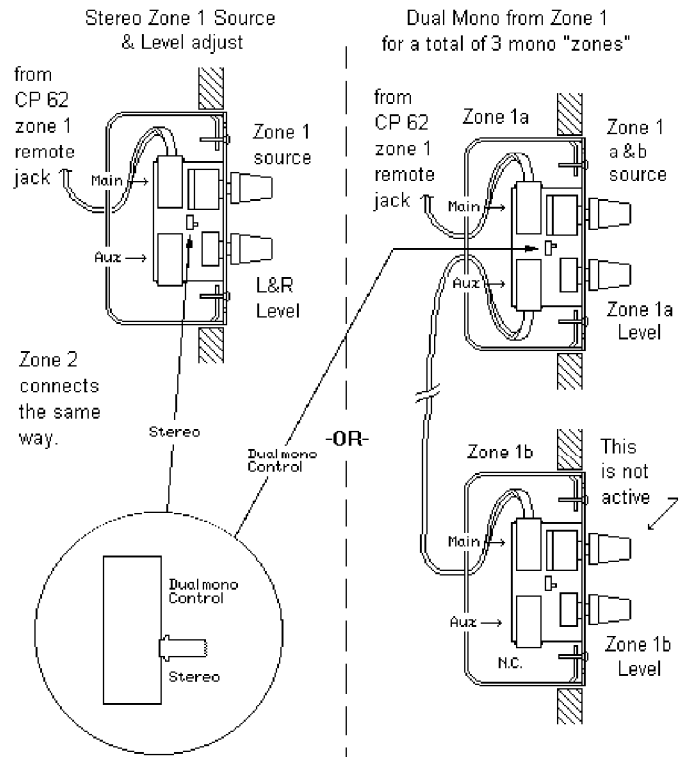 Stereo Zone 1 Source
& Level adjust
from
CP 62
zone 1
remote
jack
Main
Aux
Zone 1
source
L&R
Level
Zone 2
connects
the same
way.
Stereo
Dual mono
Control
Dual mono
Control
Stereo
-OR-
Dual Mono from Zone 1
for a total of 3 mono "zones"
from
CP 62
zone 1
remote
jack
Zone 1a
Main
Aux
Zone 1
a&b
source
Zone 1a
Level
Zone 1b
Main
Aux
N.C.
This
is not
active
Zone 1b
Level